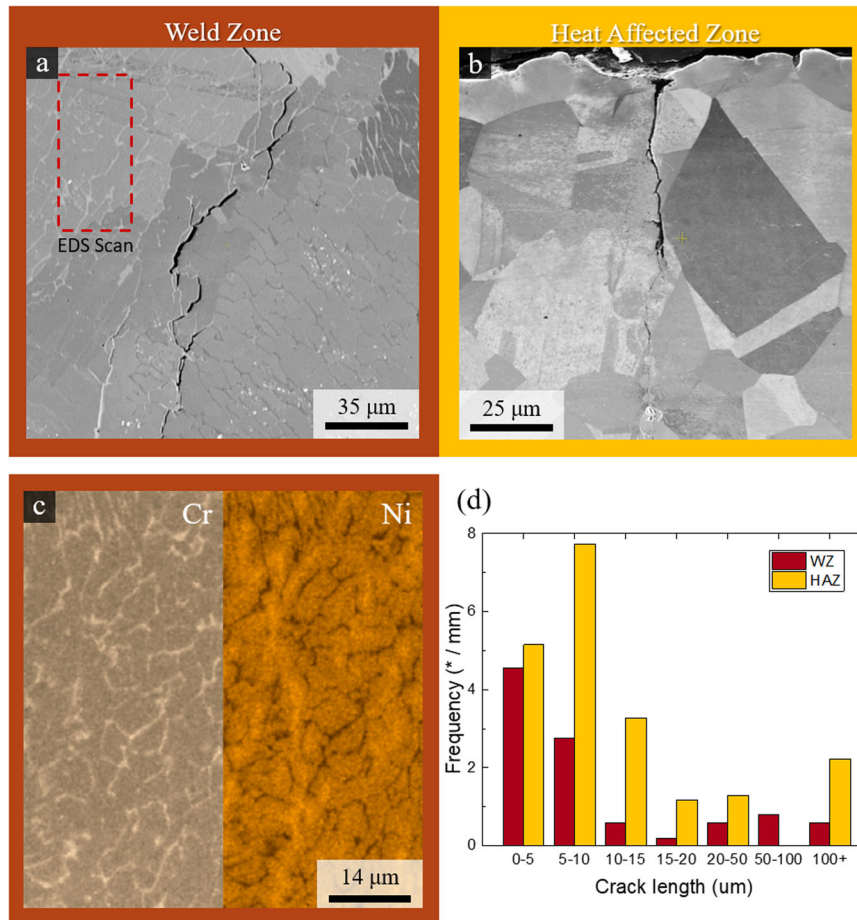 Weld Zone
Heat Affected Zone
a
b
EDS Scan
35 μm
25 μm
c
Cr
Ni
14 μm
(d)
WZ
HAZ
8
6
4
2
0
Frequency (* / mm)
0-5
5-10
10-15
15-20
20-50
50-100
100+
Crack length (um)